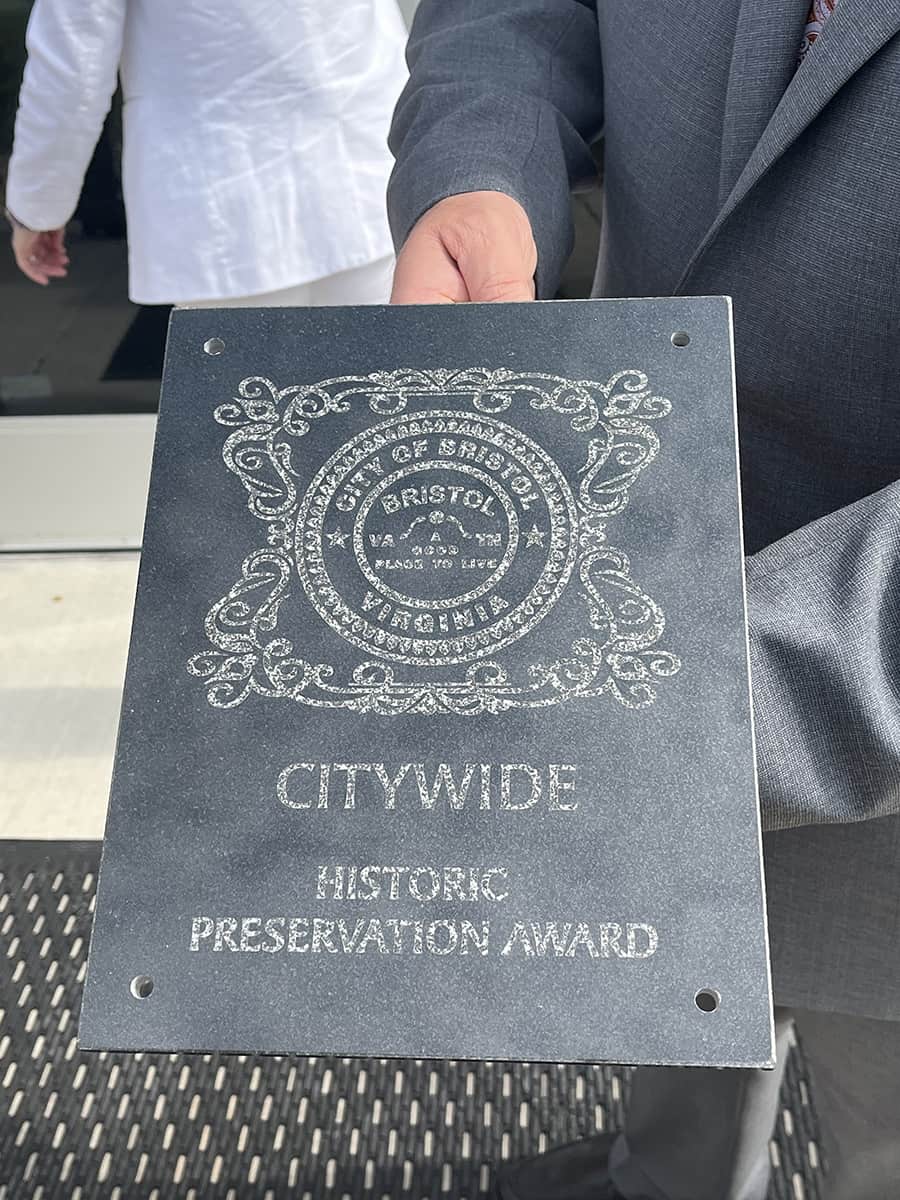 CITY OF BRISTOL
BRISTOL
VA TN
A
GOOD
PLACE TO LIVE
VIRGINIA
CITYWIDE
HISTORIC
PRESERVATION AWARD